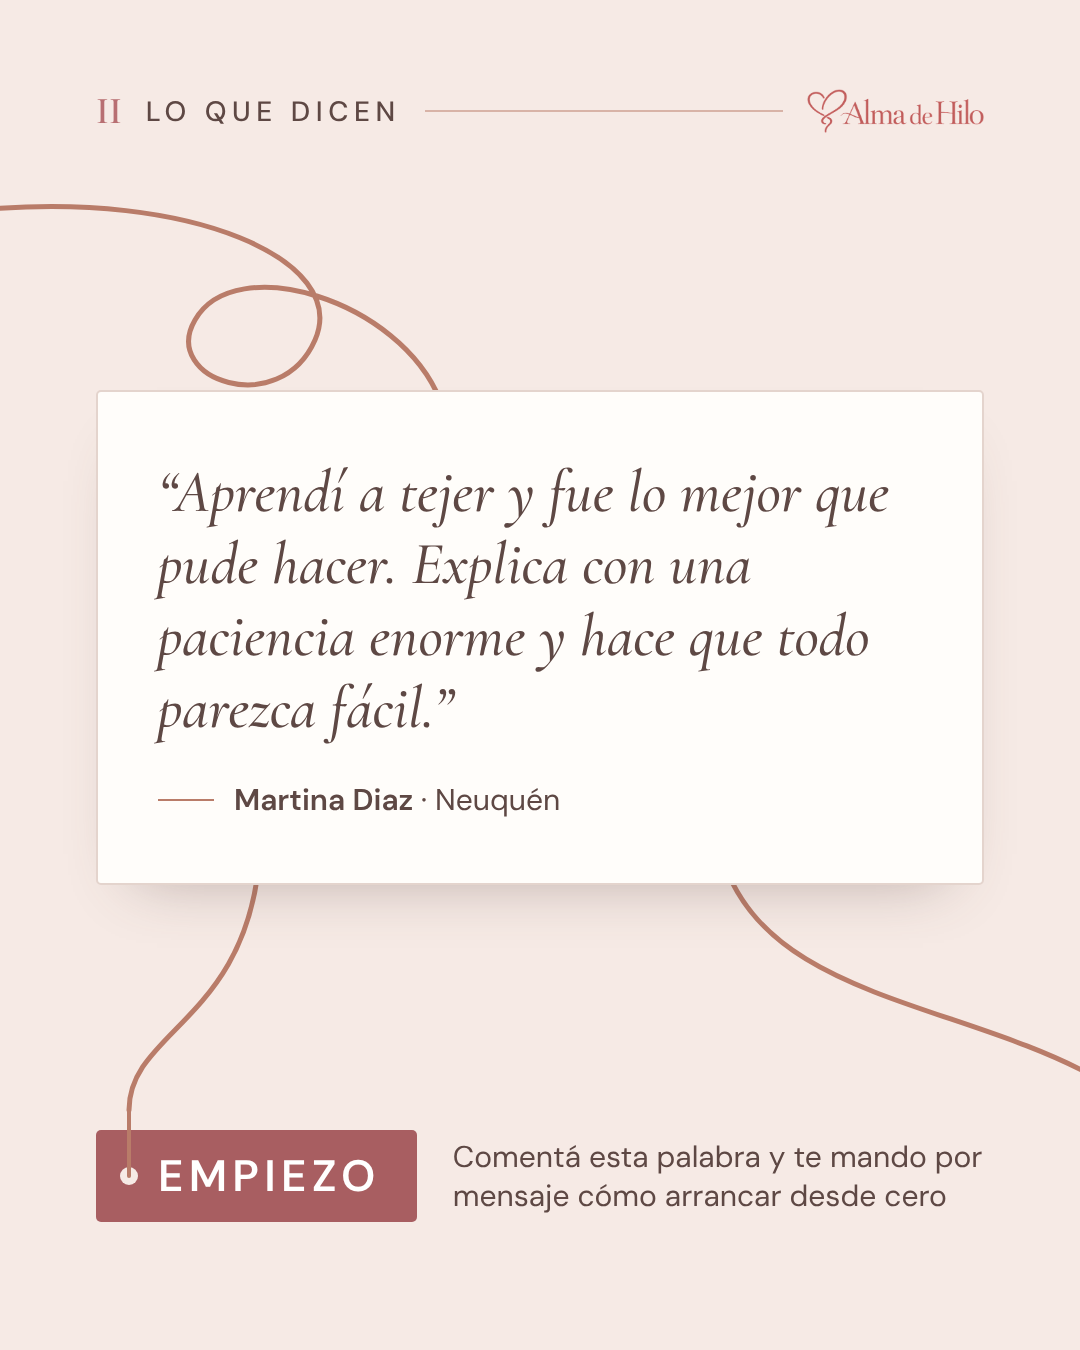 II LO QUE DICEN
Alma de Hilo
“Aprendí a tejer y fue lo mejor que
pude hacer. Explica con una
paciencia enorme y hace que todo
parezca fácil.”
Martina Diaz · Neuquén
EMPIEZO
Comentá esta palabra y te mando por
mensaje cómo arrancar desde cero